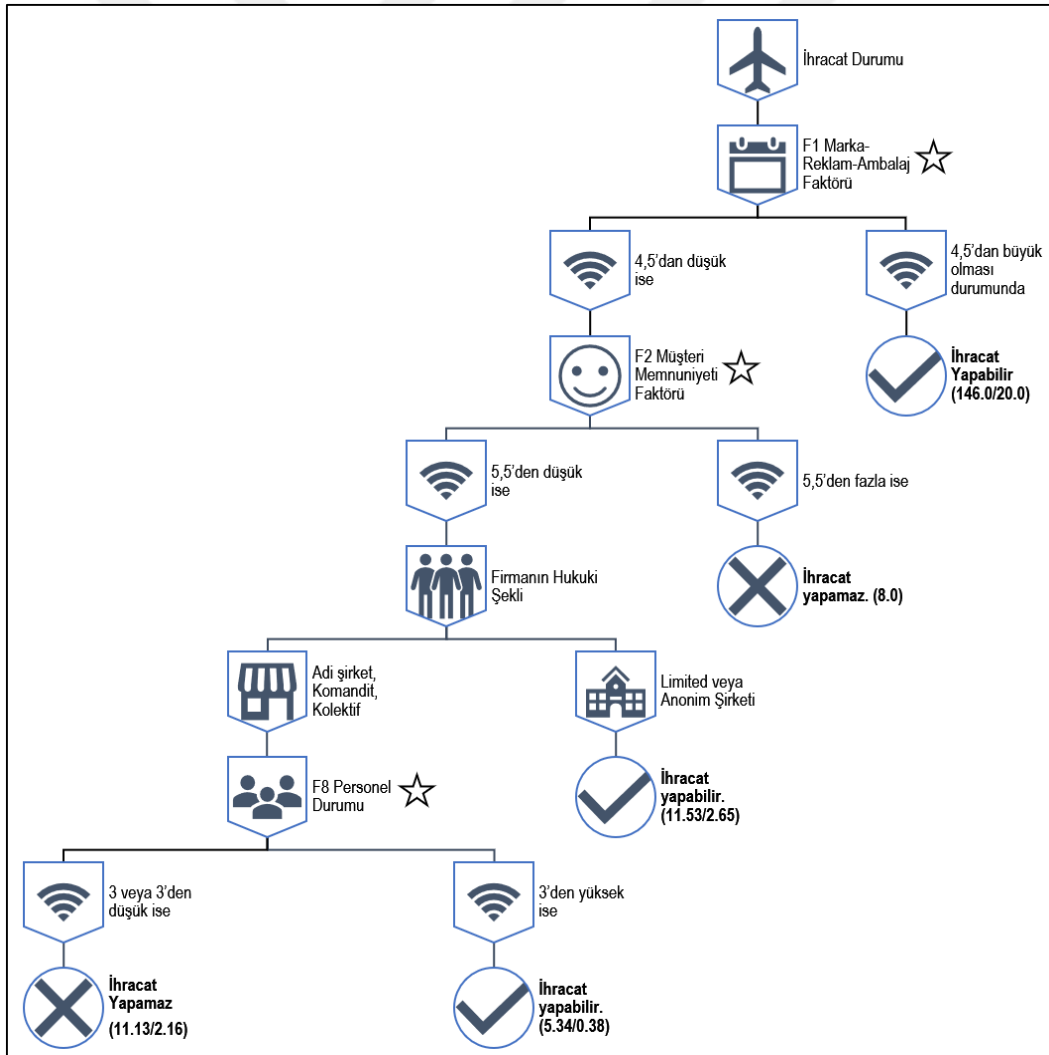 İhracat Durumu
F1 Marka-
Reklam-Ambalaj
Faktörü
4,5’dan düşük
ise
4,5’dan büyük
olması
durumunda
F2 Müşteri
Memnuniyeti
Faktörü
İhracat
Yapabilir
(146.0/20.0)
5,5’den düşük
ise
5,5’den fazla ise
Firmanın Hukuki
Şekli
İhracat
yapamaz. (8.0)
Adi şirket,
Komandit,
Kolektif
Limited veya
Anonim Şirketi
F8 Personel
Durumu
İhracat
yapabilir.
(11.53/2.65)
3 veya 3’den
düşük ise
3’den yüksek
ise
İhracat
Yapamaz
(11.13/2.16)
İhracat
yapabilir.
(5.34/0.38)